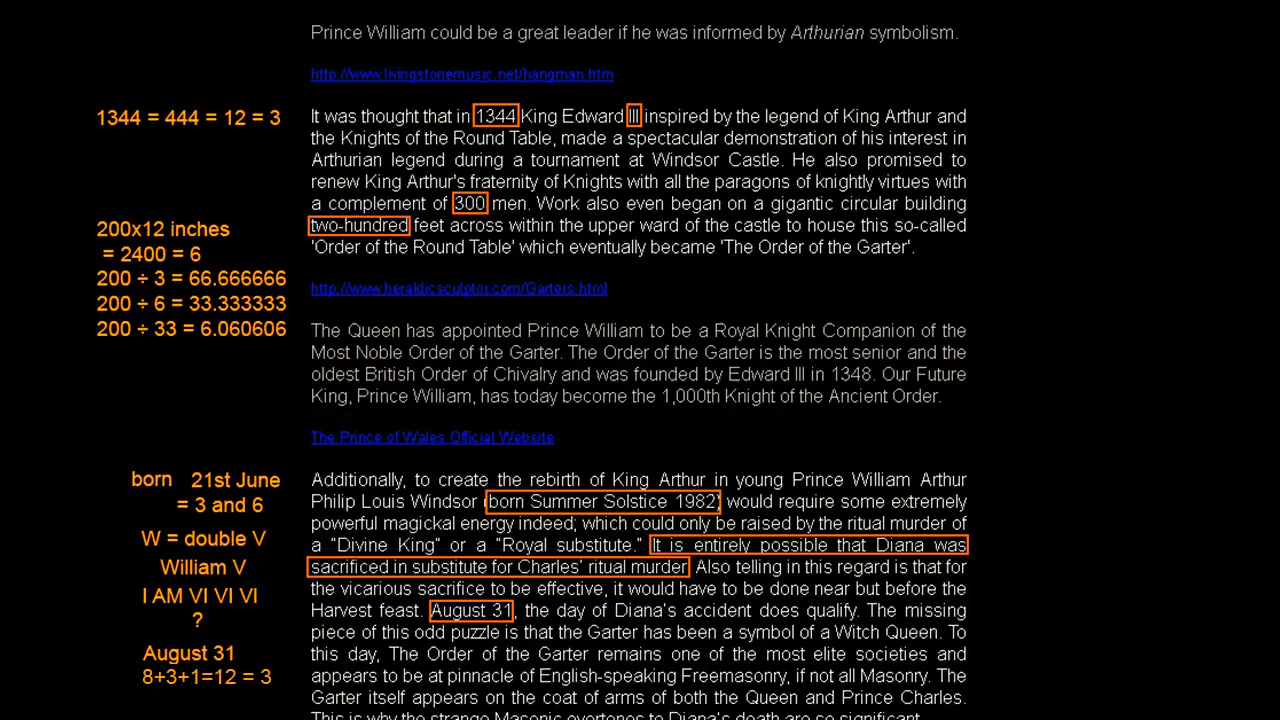 Prince William could be a great leader if he was informed by Arthurian symbolism.
http://www.livingstonemusic.net/hangman.htm
1344 = 444 = 12 = 3
It was thought that in 1344 King Edward III inspired by the legend of King Arthur and
the Knights of the Round Table, made a spectacular demonstration of his interest in
Arthurian legend during a tournament at Windsor Castle. He also promised to
renew King Arthur's fraternity of Knights with all the paragons of knightly virtues with
a complement of 300 men. Work also even began on a gigantic circular building
two-hundred feet across within the upper ward of the castle to house this so-called
'Order of the Round Table' which eventually became 'The Order of the Garter'.
200x12 inches
= 2400 = 6
200 ÷ 3 = 66.666666
200 ÷ 6 = 33.333333
200 ÷ 33 = 6.060606
http://www.heraldicsculptor.com/Garters.html
The Queen has appointed Prince William to be a Royal Knight Companion of the
Most Noble Order of the Garter. The Order of the Garter is the most senior and the
oldest British Order of Chivalry and was founded by Edward III in 1348. Our Future
King, Prince William, has today become the 1,000th Knight of the Ancient Order.
The Prince of Wales Official Website
born 21st June
= 3 and 6
W = double V
William V
I AM VI VI VI
?
August 31
8+3+1=12 = 3
Additionally, to create the rebirth of King Arthur in young Prince William Arthur
Philip Louis Windsor (born Summer Solstice 1982) would require some extremely
powerful magickal energy indeed; which could only be raised by the ritual murder of
a "Divine King" or a "Royal substitute." It is entirely possible that Diana was
sacrificed in substitute for Charles' ritual murder. Also telling in this regard is that for
the vicarious sacrifice to be effective, it would have to be done near but before the
Harvest feast. August 31, the day of Diana's accident does qualify. The missing
piece of this odd puzzle is that the Garter has been a symbol of a Witch Queen. To
this day, The Order of the Garter remains one of the most elite societies and
appears to be at pinnacle of English-speaking Freemasonry, if not all Masonry. The
Garter itself appears on the coat of arms of both the Queen and Prince Charles.
This is why the strange Masonic overtones to Diana's death are so significant.